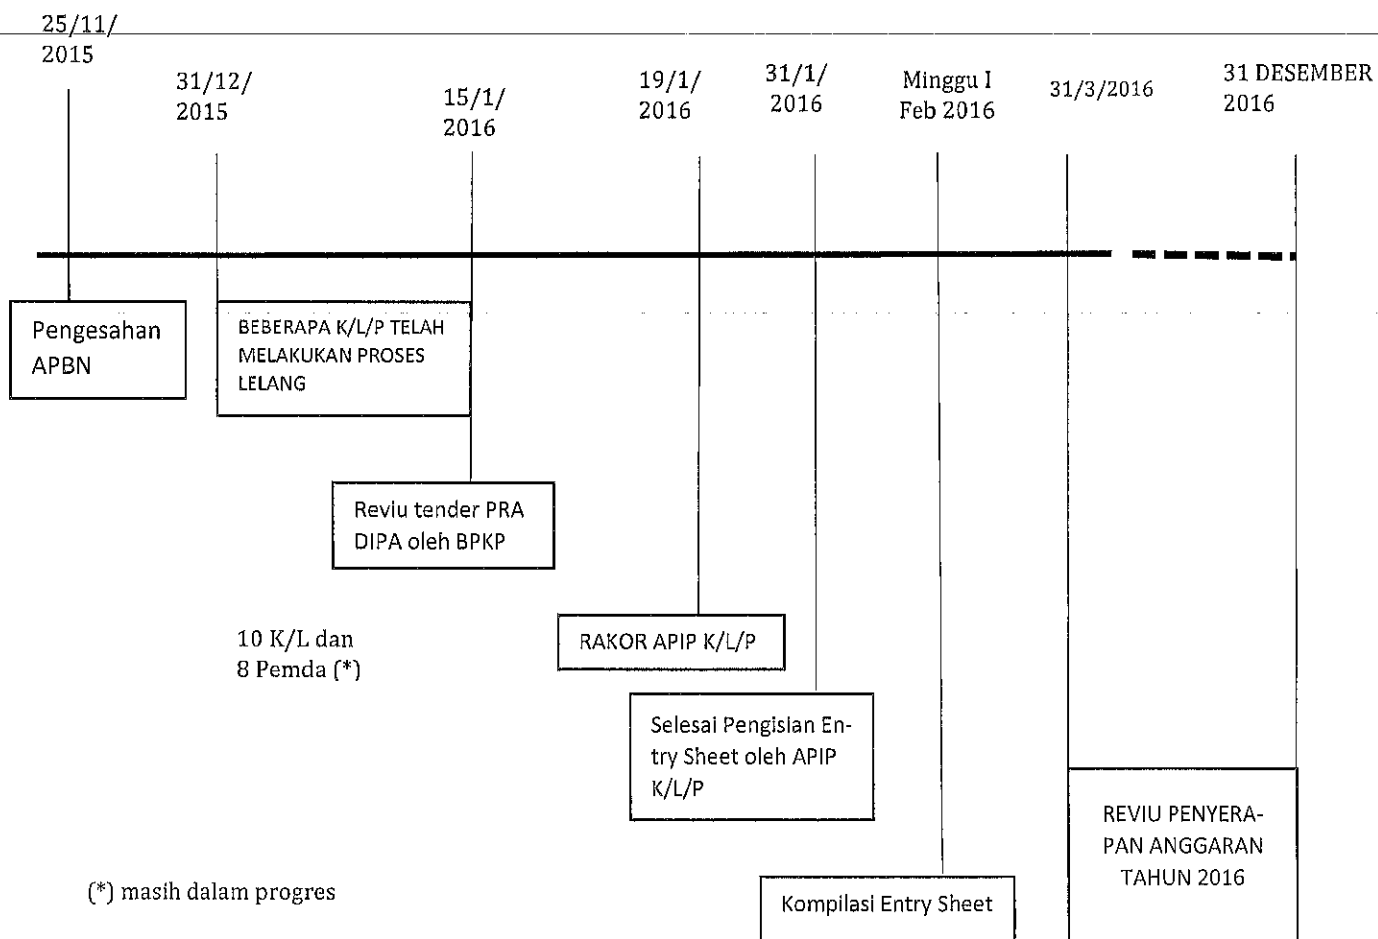 25/11/
2015
31/12/
2015
15/1/
2016
19/1/
2016
31/1/
2016
Minggu I
Feb 2016
31/3/2016
31 DESEMBER
2016
Pengesahan
APBN
BEBERAPA K/L/P TELAH
MELAKUKAN PROSES
LELANG
Reviu tender PRA
DIPA oleh BPKP
10 K/L dan
8 Pemda (*)
RAKOR APIP K/L/P
Selesai Pengisian En-
try Sheet oleh APIP
K/L/P
REVIU PENYERA-
PAN ANGGARAN
TAHUN 2016
(*) masih dalam progres
Kompilasi Entry Sheet